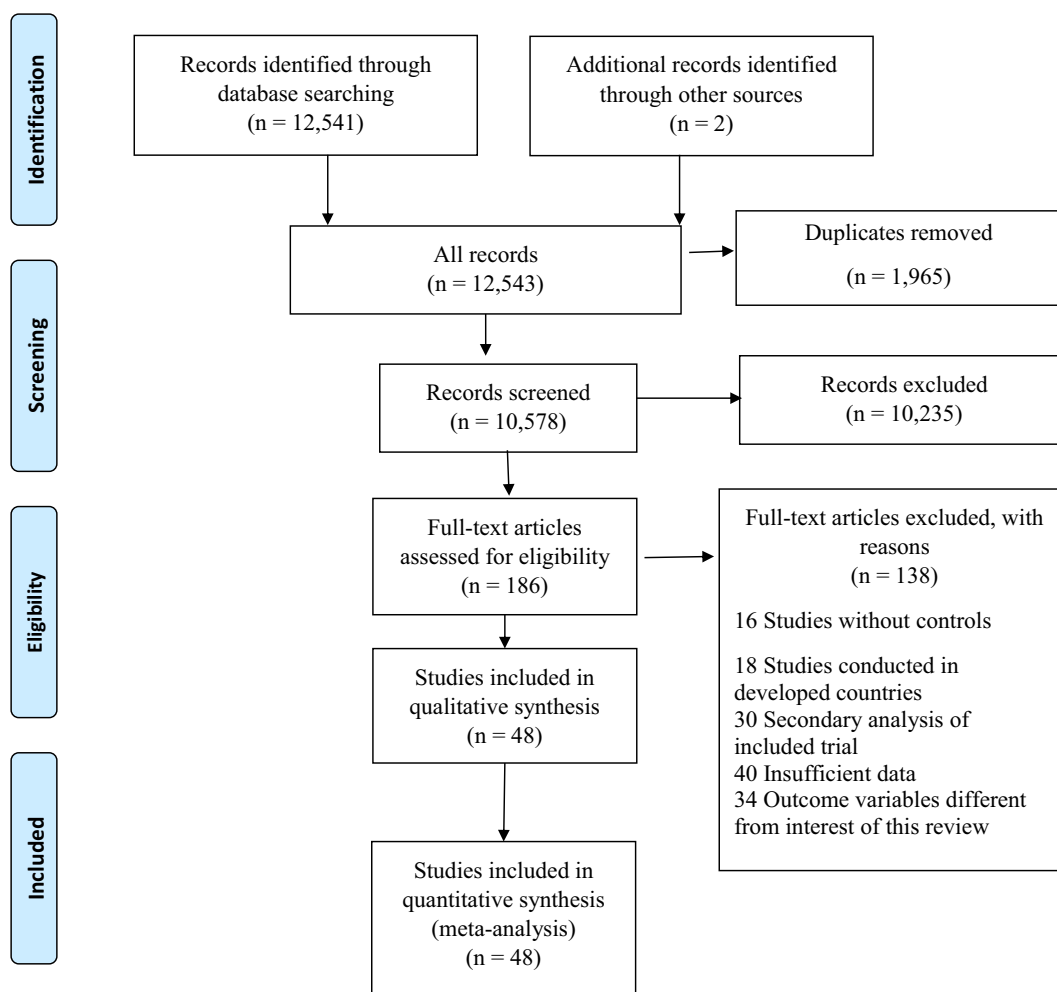 Identification
Records identified through
database searching
(n = 12,541)
Additional records identified
through other sources
(n = 2)
All records
(n = 12,543)
Duplicates removed
(n = 1,965)
Screening
Records screened
(n = 10,578)
Records excluded
(n = 10,235)
Eligibility
Full-text articles
assessed for eligibility
(n = 186)
Full-text articles excluded, with
reasons
(n = 138)
16 Studies without controls
18 Studies conducted in
developed countries
30 Secondary analysis of
included trial
40 Insufficient data
34 Outcome variables different
from interest of this review
Studies included in
qualitative synthesis
(n = 48)
Included
Studies included in
quantitative synthesis
(meta-analysis)
(n = 48)